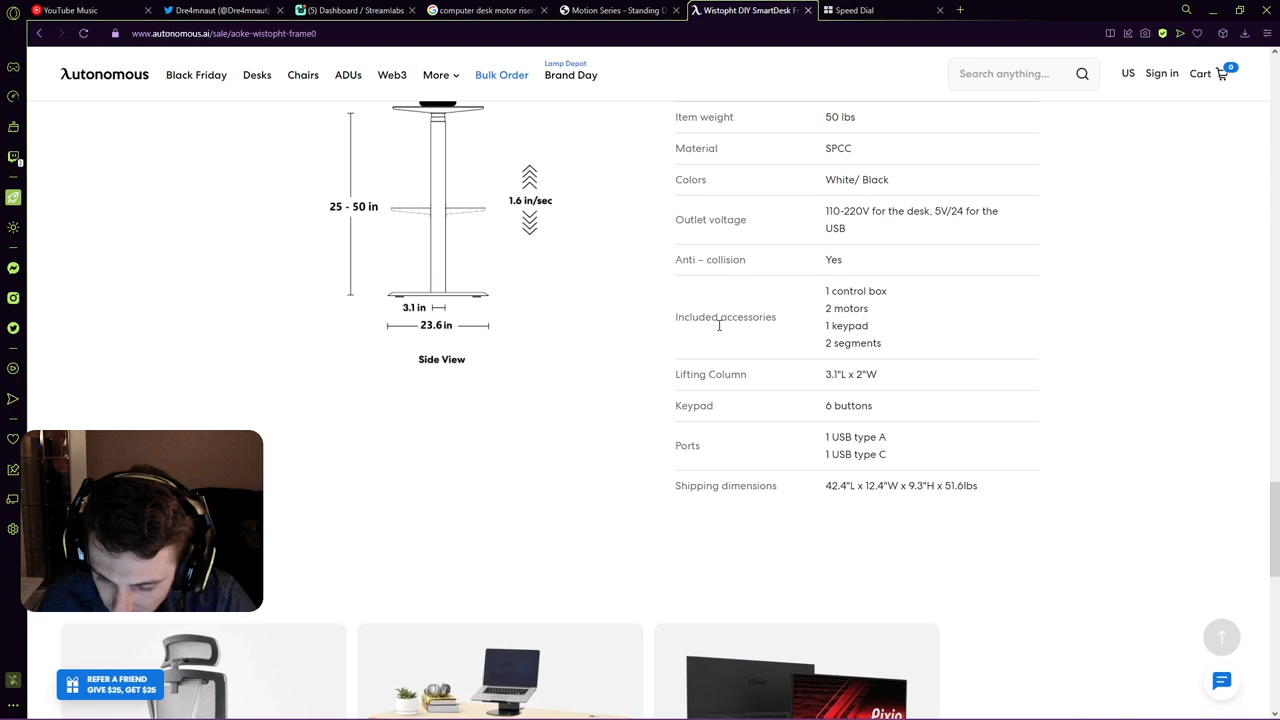 YouTube Music
Dre4mnaut (@Dre4mnaut)
(5) Dashboard / Streamlabs
computer desk motor riser
Motion Series - Standing D
Wistopht DIY SmartDesk Fr
Speed Dial
www.autonomous.ai/sale/aoke-wistopht-frame0
Autonomous
Black Friday
Desks
Chairs
ADUs
Web3
More
Bulk Order
Lamp Depot
Brand Day
Search anything...
US
Sign in
Cart
0
25 - 50 in
1.6 in/sec
3.1 in
23.6 in
Side View
Item weight 50 lbs
Material SPCC
Colors White/ Black
Outlet voltage 110-220V for the desk, 5V/24 for the
USB
Anti – collision Yes
Included accessories 1 control box
2 motors
1 keypad
2 segments
Lifting Column 3.1"L x 2"W
Keypad 6 buttons
Ports 1 USB type A
1 USB type C
Shipping dimensions 42.4"L x 12.4"W x 9.3"H x 51.6lbs
REFER A FRIEND
GIVE $25, GET $25
Pixio
Pixio